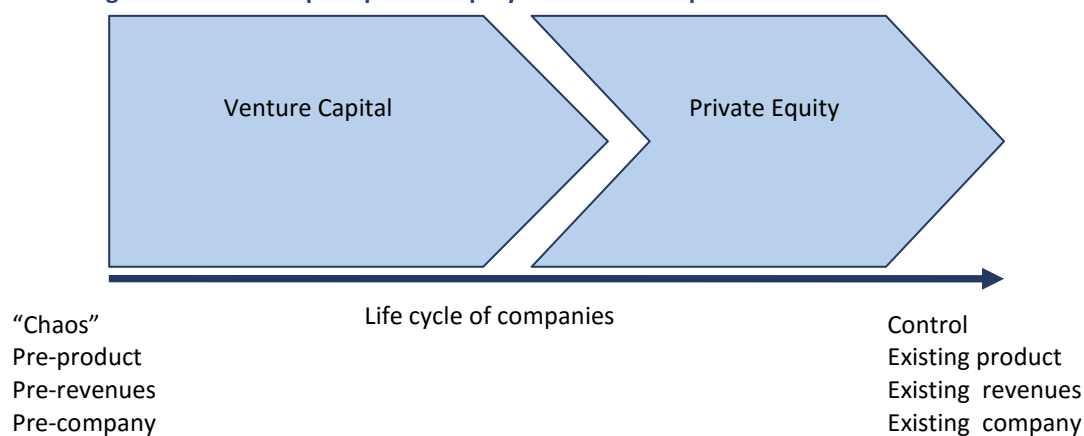 Venture Capital
Private Equity
Life cycle of companies
“Chaos”
Pre-product
Pre-revenues
Pre-company
Control
Existing product
Existing revenues
Existing company